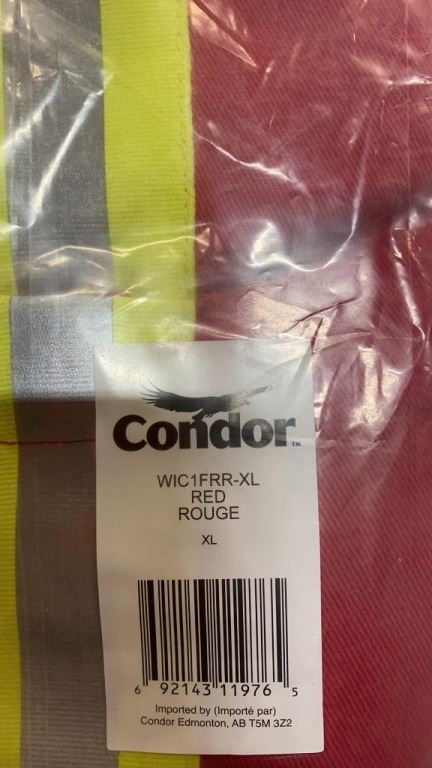 Condor TM
WIC1FRR-XL
RED
ROUGE
XL
6 92143 11976 5
Imported by (Importé par)
Condor Edmonton, AB T5M 3Z2